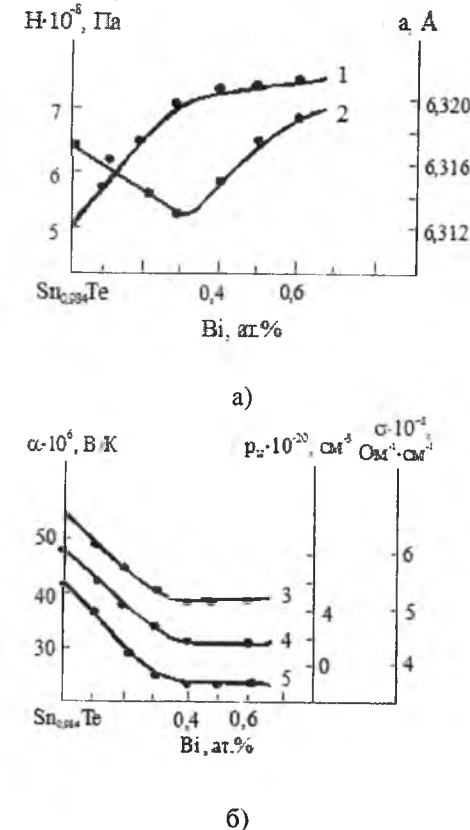 H·10⁻⁸, Па
a, A
7
6
5
1
2
6,320
6,316
6,312
Sn₀,₉₈₄Te
0,4
0,6
Bi, ат.%
а)
α·10⁶, В/К
p
·10⁻²⁰, см⁻³
σ·10⁻
Ом⁻¹·см⁻¹
50
40
30
3
4
5
4
0
6
5
4
Sn₀,₉₈₄Te
0,4
0,6
Bi, ат.%
б)